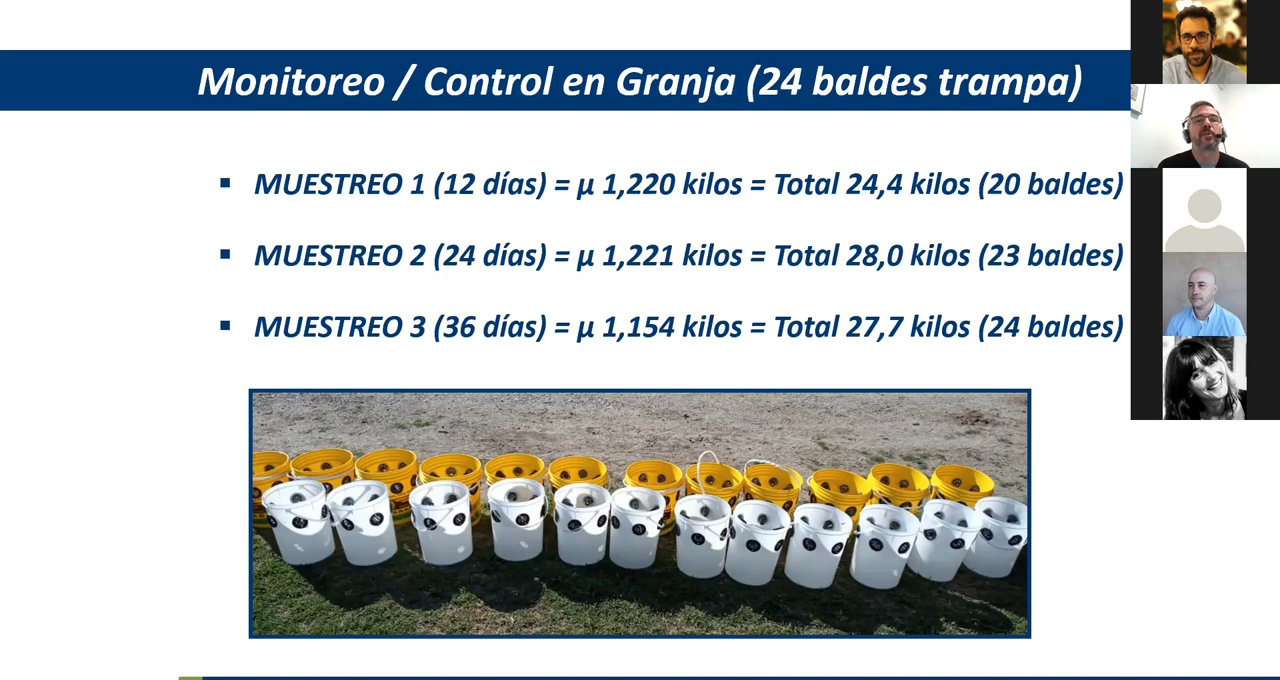 Monitoreo / Control en Granja (24 baldes trampa)
▪ MUESTREO 1 (12 días) = µ 1,220 kilos = Total 24,4 kilos (20 baldes)
▪ MUESTREO 2 (24 días) = µ 1,221 kilos = Total 28,0 kilos (23 baldes)
▪ MUESTREO 3 (36 días) = µ 1,154 kilos = Total 27,7 kilos (24 baldes)